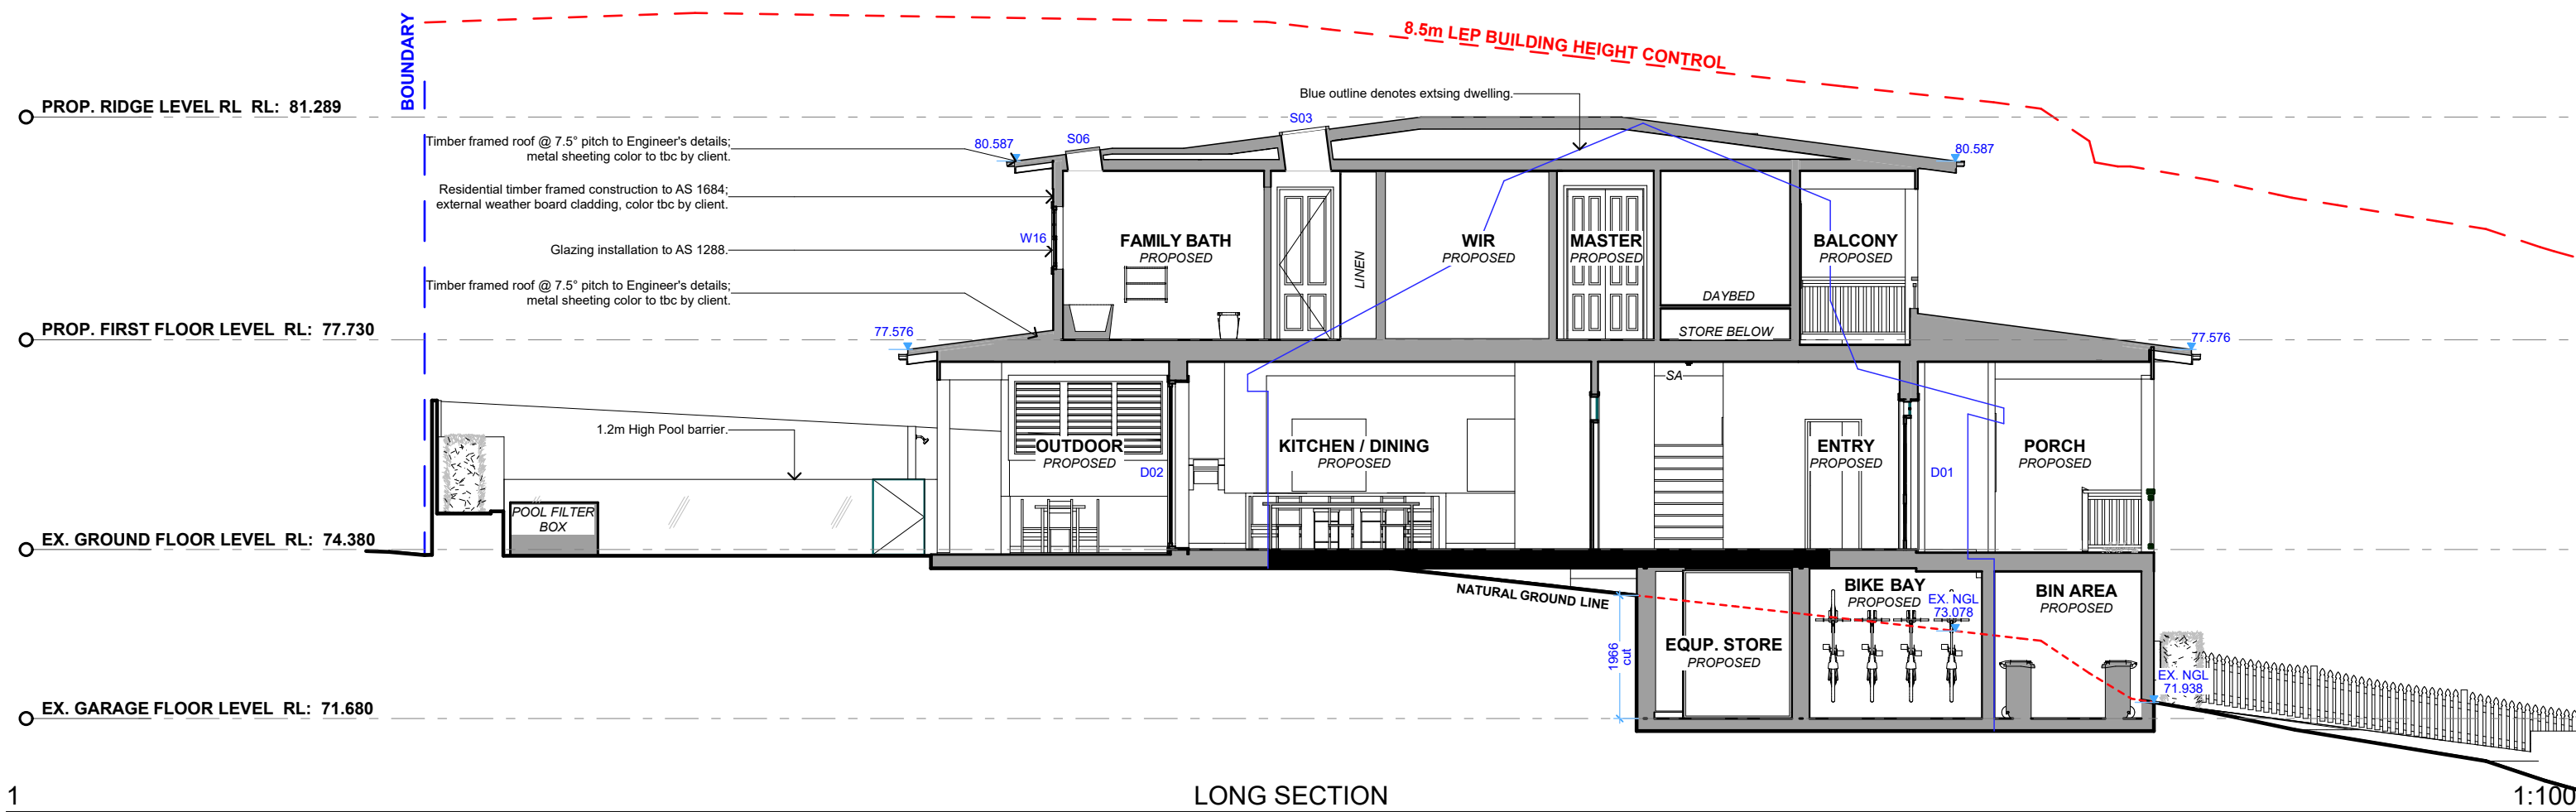 BOUNDARY
8.5m LEP BUILDING HEIGHT CONTROL
PROP. RIDGE LEVEL RL RL: 81.289
Blue outline denotes extsing dwelling.
S03
S06
Timber framed roof @ 7.5° pitch to Engineer's details;
metal sheeting color to tbc by client.
80.587
80.587
Residential timber framed construction to AS 1684;
external weather board cladding, color tbc by client.
W16
Glazing installation to AS 1288.
FAMILY BATH
PROPOSED
LINEN
WIR
PROPOSED
MASTER
PROPOSED
BALCONY
PROPOSED
Timber framed roof @ 7.5° pitch to Engineer's details;
metal sheeting color to tbc by client.
DAYBED
STORE BELOW
PROP. FIRST FLOOR LEVEL RL: 77.730
77.576
77.576
SA
1.2m High Pool barrier.
OUTDOOR
PROPOSED
D02
KITCHEN / DINING
PROPOSED
ENTRY
PROPOSED
D01
PORCH
PROPOSED
POOL FILTER
BOX
EX. GROUND FLOOR LEVEL RL: 74.380
NATURAL GROUND LINE
BIKE BAY
PROPOSED
EX. NGL
73.078
BIN AREA
PROPOSED
1966
cut
EQUP. STORE
PROPOSED
EX. NGL
71.938
EX. GARAGE FLOOR LEVEL RL: 71.680
1
LONG SECTION
1:100